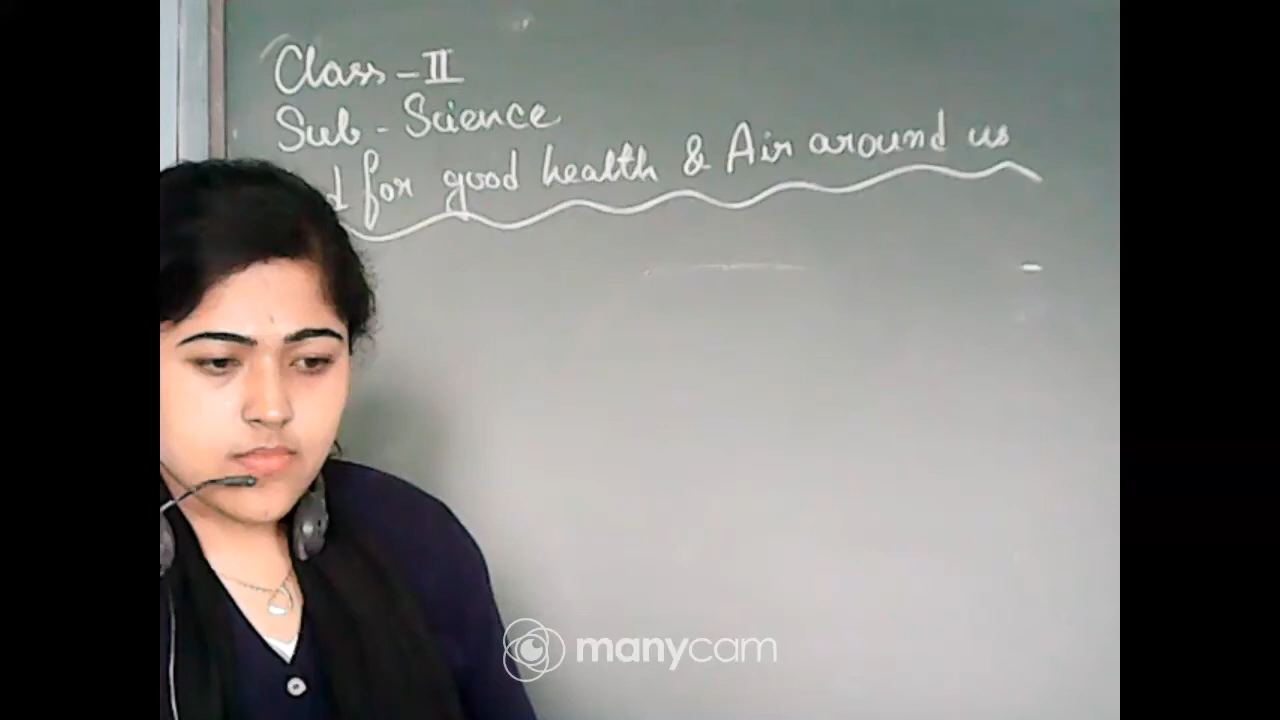 Class - II
Sub - Science
d for good health & Air around us
manycam